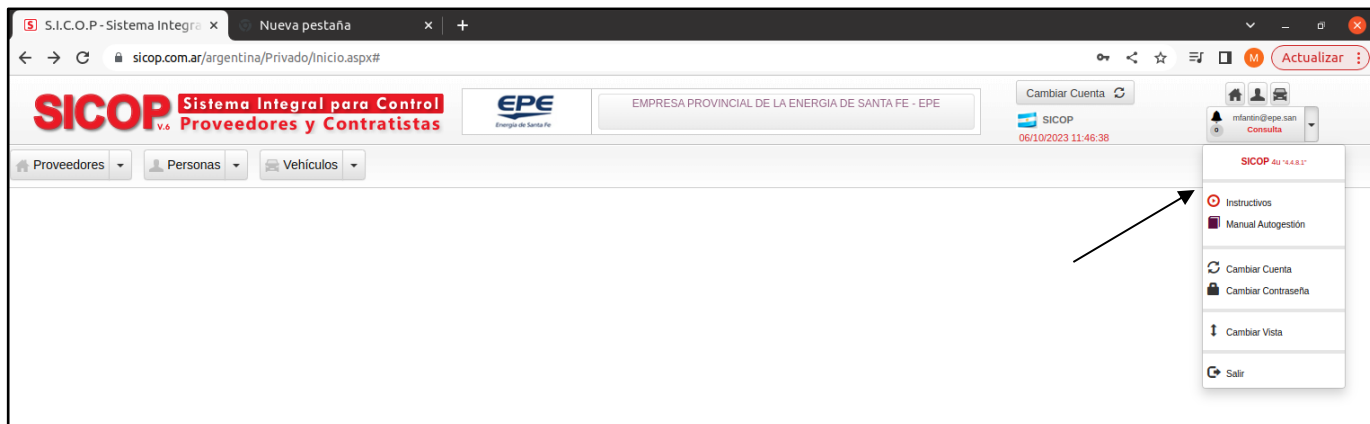 S S.I.C.O.P - Sistema Integra
Nueva pestaña
sicop.com.ar/argentina/Privado/Inicio.aspx#
M
Actualizar
SICOP V.6
Sistema Integral para Control
Proveedores y Contratistas
EPE
Energía de Santa Fe
EMPRESA PROVINCIAL DE LA ENERGIA DE SANTA FE - EPE
Cambiar Cuenta
SICOP
06/10/2023 11:46:38
0
mfantin@epe.san
Consulta
Proveedores
Personas
Vehículos
SICOP 4u "4.4.8.1"
Instructivos
Manual Autogestión
Cambiar Cuenta
Cambiar Contraseña
Cambiar Vista
Salir